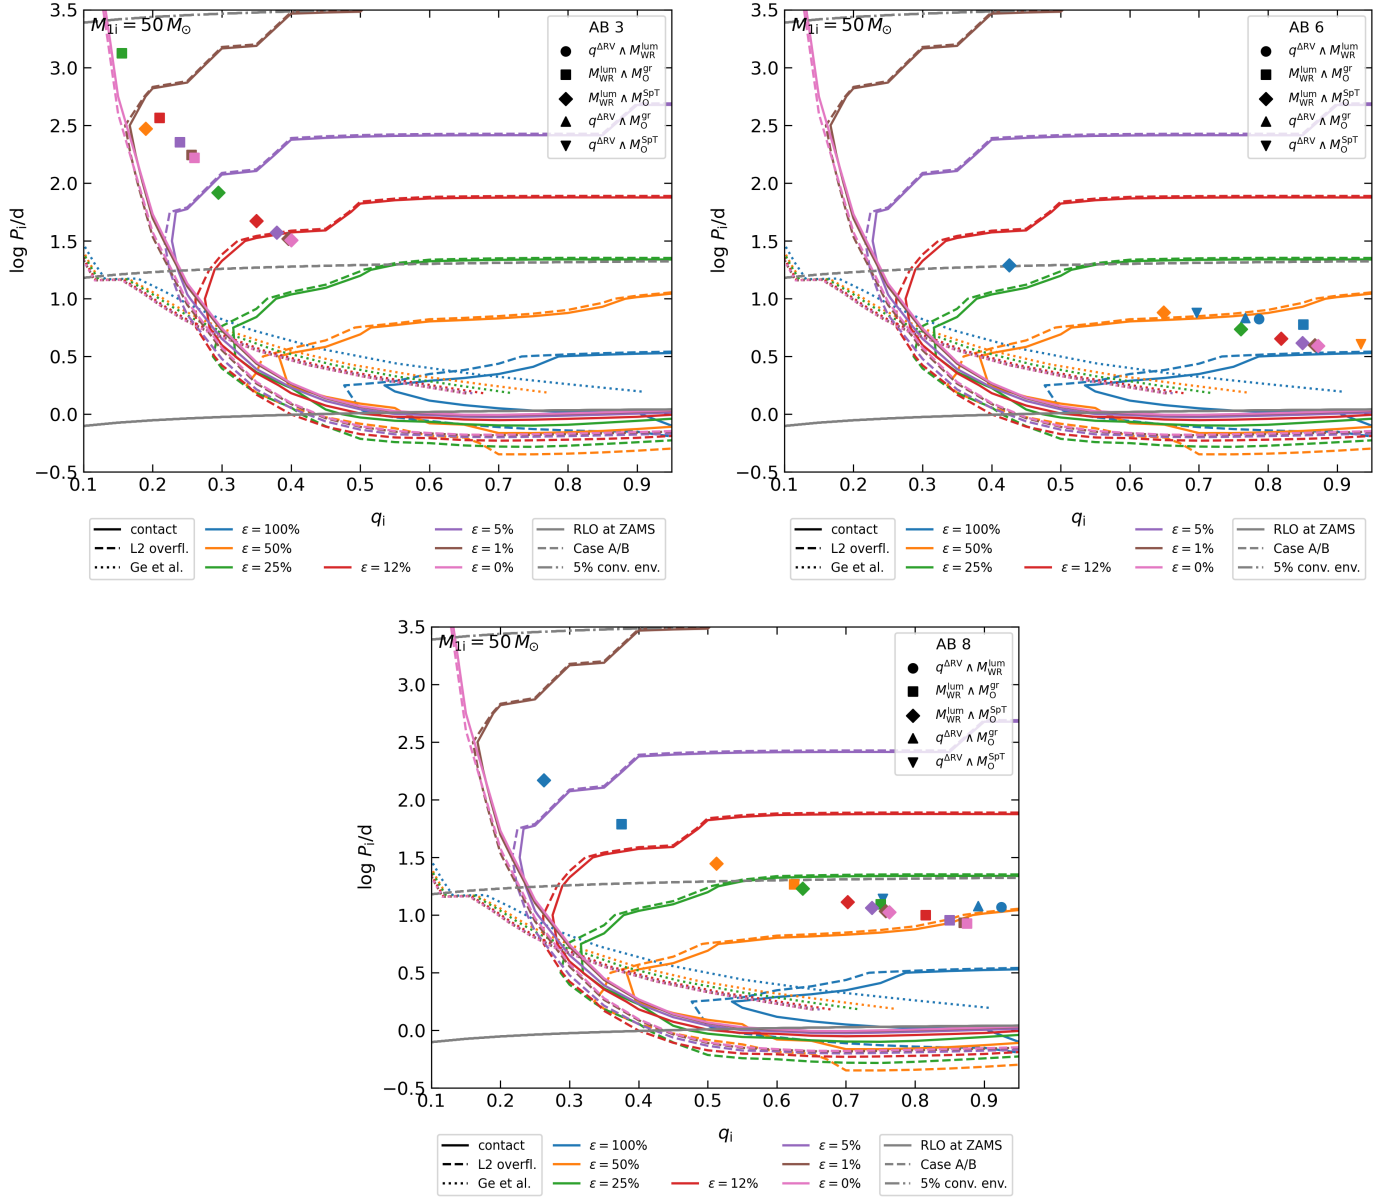 M₁ᵢ = 50 M⊙
AB 3
q^ΔRV ∧ M_WR^lum
M_WR^lum ∧ M_O^gr
M_WR^lum ∧ M_O^SpT
q^ΔRV ∧ M_O^gr
q^ΔRV ∧ M_O^SpT
3.5
3.0
2.5
2.0
1.5
1.0
0.5
0.0
−0.5
log Pᵢ/d
0.1 0.2 0.3 0.4 0.5 0.6 0.7 0.8 0.9
qᵢ
contact ε = 100% ε = 5% RLO at ZAMS
L2 overfl. ε = 50% ε = 1% Case A/B
Ge et al. ε = 25% ε = 12% ε = 0% 5% conv. env.
M₁ᵢ = 50 M⊙
AB 6
q^ΔRV ∧ M_WR^lum
M_WR^lum ∧ M_O^gr
M_WR^lum ∧ M_O^SpT
q^ΔRV ∧ M_O^gr
q^ΔRV ∧ M_O^SpT
3.5
3.0
2.5
2.0
1.5
1.0
0.5
0.0
−0.5
log Pᵢ/d
0.1 0.2 0.3 0.4 0.5 0.6 0.7 0.8 0.9
qᵢ
contact ε = 100% ε = 5% RLO at ZAMS
L2 overfl. ε = 50% ε = 1% Case A/B
Ge et al. ε = 25% ε = 12% ε = 0% 5% conv. env.
M₁ᵢ = 50 M⊙
AB 8
q^ΔRV ∧ M_WR^lum
M_WR^lum ∧ M_O^gr
M_WR^lum ∧ M_O^SpT
q^ΔRV ∧ M_O^gr
q^ΔRV ∧ M_O^SpT
3.5
3.0
2.5
2.0
1.5
1.0
0.5
0.0
−0.5
log Pᵢ/d
0.1 0.2 0.3 0.4 0.5 0.6 0.7 0.8 0.9
qᵢ
contact ε = 100% ε = 5% RLO at ZAMS
L2 overfl. ε = 50% ε = 1% Case A/B
Ge et al. ε = 25% ε = 12% ε = 0% 5% conv. env.